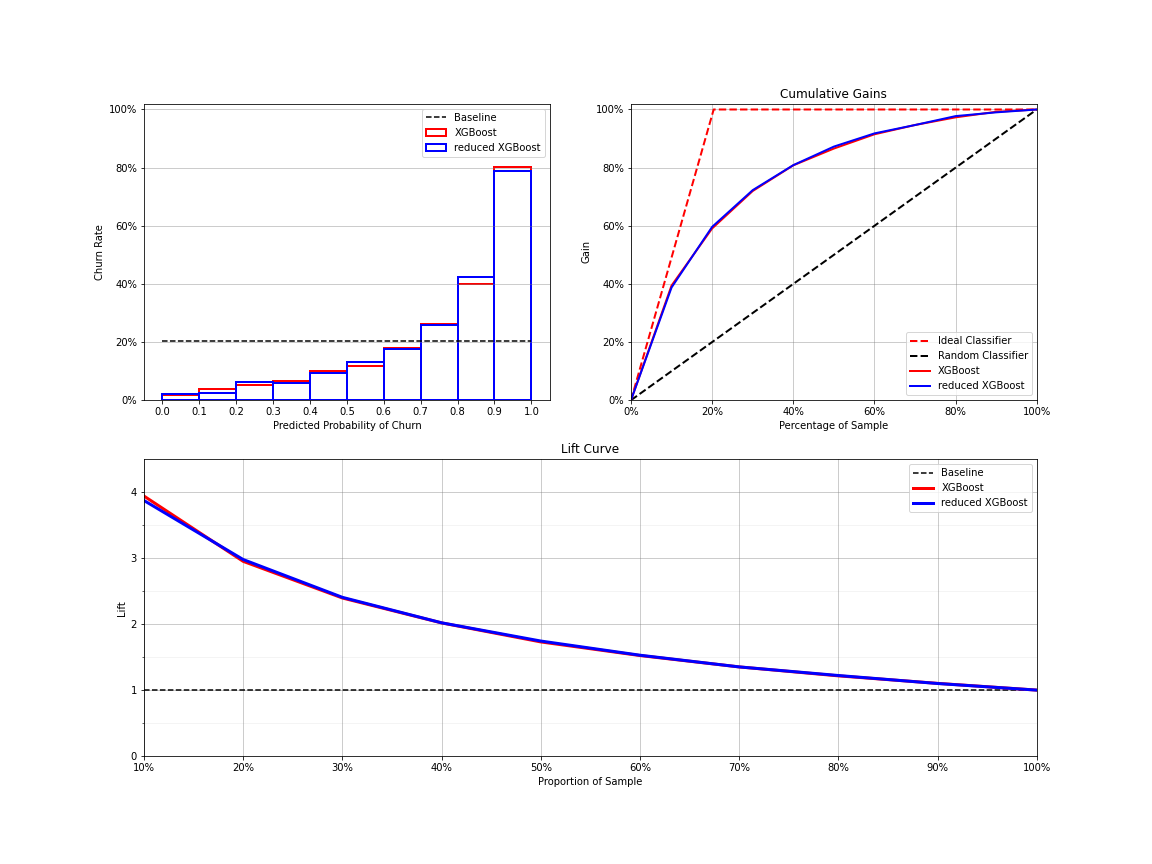 100%
80%
60%
40%
20%
0%
Churn Rate
0.0 0.1 0.2 0.3 0.4 0.5 0.6 0.7 0.8 0.9 1.0
Predicted Probability of Churn
Baseline
XGBoost
reduced XGBoost
Cumulative Gains
100%
80%
60%
40%
20%
0%
Gain
0% 20% 40% 60% 80% 100%
Percentage of Sample
Ideal Classifier
Random Classifier
XGBoost
reduced XGBoost
Lift Curve
4
3
2
1
0
Lift
10% 20% 30% 40% 50% 60% 70% 80% 90% 100%
Proportion of Sample
Baseline
XGBoost
reduced XGBoost